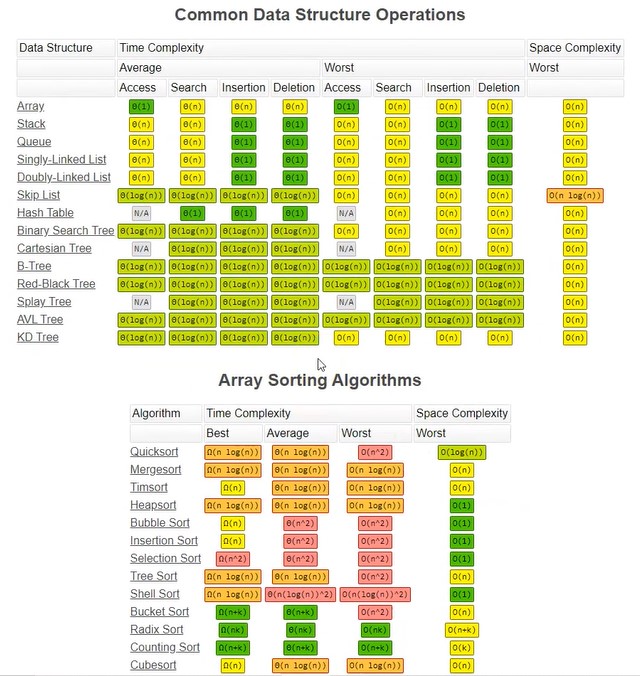 Common Data Structure Operations
Data Structure Time Complexity Space Complexity
Average Worst Worst
Access Search Insertion Deletion Access Search Insertion Deletion
Array Θ(1) Θ(n) Θ(n) Θ(n) O(1) O(n) O(n) O(n) O(n)
Stack Θ(n) Θ(n) Θ(1) Θ(1) O(n) O(n) O(1) O(1) O(n)
Queue Θ(n) Θ(n) Θ(1) Θ(1) O(n) O(n) O(1) O(1) O(n)
Singly-Linked List Θ(n) Θ(n) Θ(1) Θ(1) O(n) O(n) O(1) O(1) O(n)
Doubly-Linked List Θ(n) Θ(n) Θ(1) Θ(1) O(n) O(n) O(1) O(1) O(n)
Skip List Θ(log(n)) Θ(log(n)) Θ(log(n)) Θ(log(n)) O(n) O(n) O(n) O(n) O(n log(n))
Hash Table N/A Θ(1) Θ(1) Θ(1) N/A O(n) O(n) O(n) O(n)
Binary Search Tree Θ(log(n)) Θ(log(n)) Θ(log(n)) Θ(log(n)) O(n) O(n) O(n) O(n) O(n)
Cartesian Tree N/A Θ(log(n)) Θ(log(n)) Θ(log(n)) N/A O(n) O(n) O(n) O(n)
B-Tree Θ(log(n)) Θ(log(n)) Θ(log(n)) Θ(log(n)) O(log(n)) O(log(n)) O(log(n)) O(log(n)) O(n)
Red-Black Tree Θ(log(n)) Θ(log(n)) Θ(log(n)) Θ(log(n)) O(log(n)) O(log(n)) O(log(n)) O(log(n)) O(n)
Splay Tree N/A Θ(log(n)) Θ(log(n)) Θ(log(n)) N/A O(log(n)) O(log(n)) O(log(n)) O(n)
AVL Tree Θ(log(n)) Θ(log(n)) Θ(log(n)) Θ(log(n)) O(log(n)) O(log(n)) O(log(n)) O(log(n)) O(n)
KD Tree Θ(log(n)) Θ(log(n)) Θ(log(n)) Θ(log(n)) O(n) O(n) O(n) O(n) O(n)
Array Sorting Algorithms
Algorithm Time Complexity Space Complexity
Best Average Worst Worst
Quicksort Ω(n log(n)) Θ(n log(n)) O(n^2) O(log(n))
Mergesort Ω(n log(n)) Θ(n log(n)) O(n log(n)) O(n)
Timsort Ω(n) Θ(n log(n)) O(n log(n)) O(n)
Heapsort Ω(n log(n)) Θ(n log(n)) O(n log(n)) O(1)
Bubble Sort Ω(n) Θ(n^2) O(n^2) O(1)
Insertion Sort Ω(n) Θ(n^2) O(n^2) O(1)
Selection Sort Ω(n^2) Θ(n^2) O(n^2) O(1)
Tree Sort Ω(n log(n)) Θ(n log(n)) O(n^2) O(n)
Shell Sort Ω(n log(n)) Θ(n(log(n))^2) O(n(log(n))^2) O(1)
Bucket Sort Ω(n+k) Θ(n+k) O(n^2) O(n)
Radix Sort Ω(nk) Θ(nk) O(nk) O(n+k)
Counting Sort Ω(n+k) Θ(n+k) O(n+k) O(k)
Cubesort Ω(n) Θ(n log(n)) O(n log(n)) O(n)